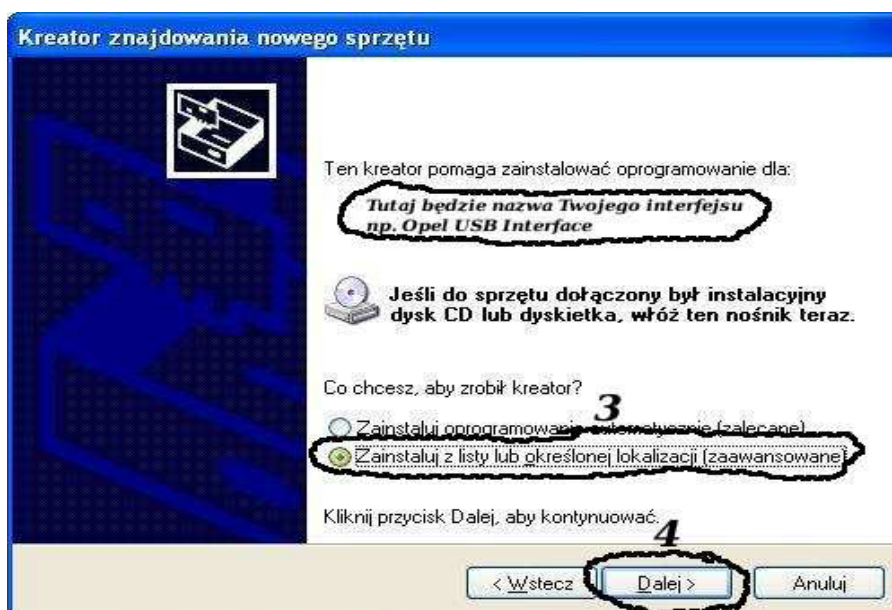 Kreator znajdowania nowego sprzętu
Ten kreator pomaga zainstalować oprogramowanie dla:
Tutaj będzie nazwa Twojego interfejsu
np. Opel USB Interface
Jeśli do sprzętu dołączony był instalacyjny
dysk CD lub dyskietka, włóż ten nośnik teraz.
Co chcesz, aby zrobił kreator?
3
Zainstaluj oprogramowanie automatycznie (zalecane)
Zainstaluj z listy lub określonej lokalizacji (zaawansowane)
Kliknij przycisk Dalej, aby kontynuować.
4
< Wstecz
Dalej >
Anuluj